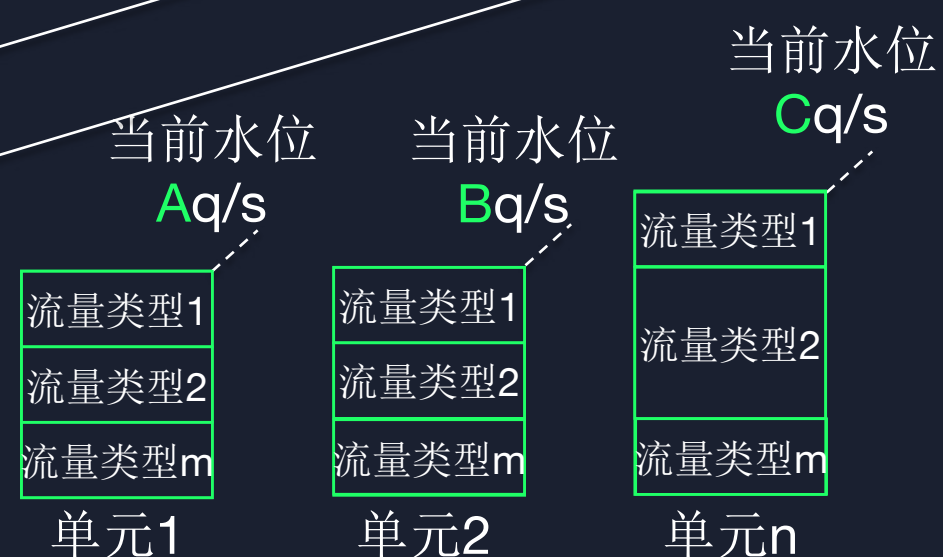 当前水位
Cq/s
当前水位
Aq/s
当前水位
Bq/s
流量类型1
流量类型2
流量类型m
单元1
流量类型1
流量类型2
流量类型m
单元2
流量类型1
流量类型2
流量类型m
单元n